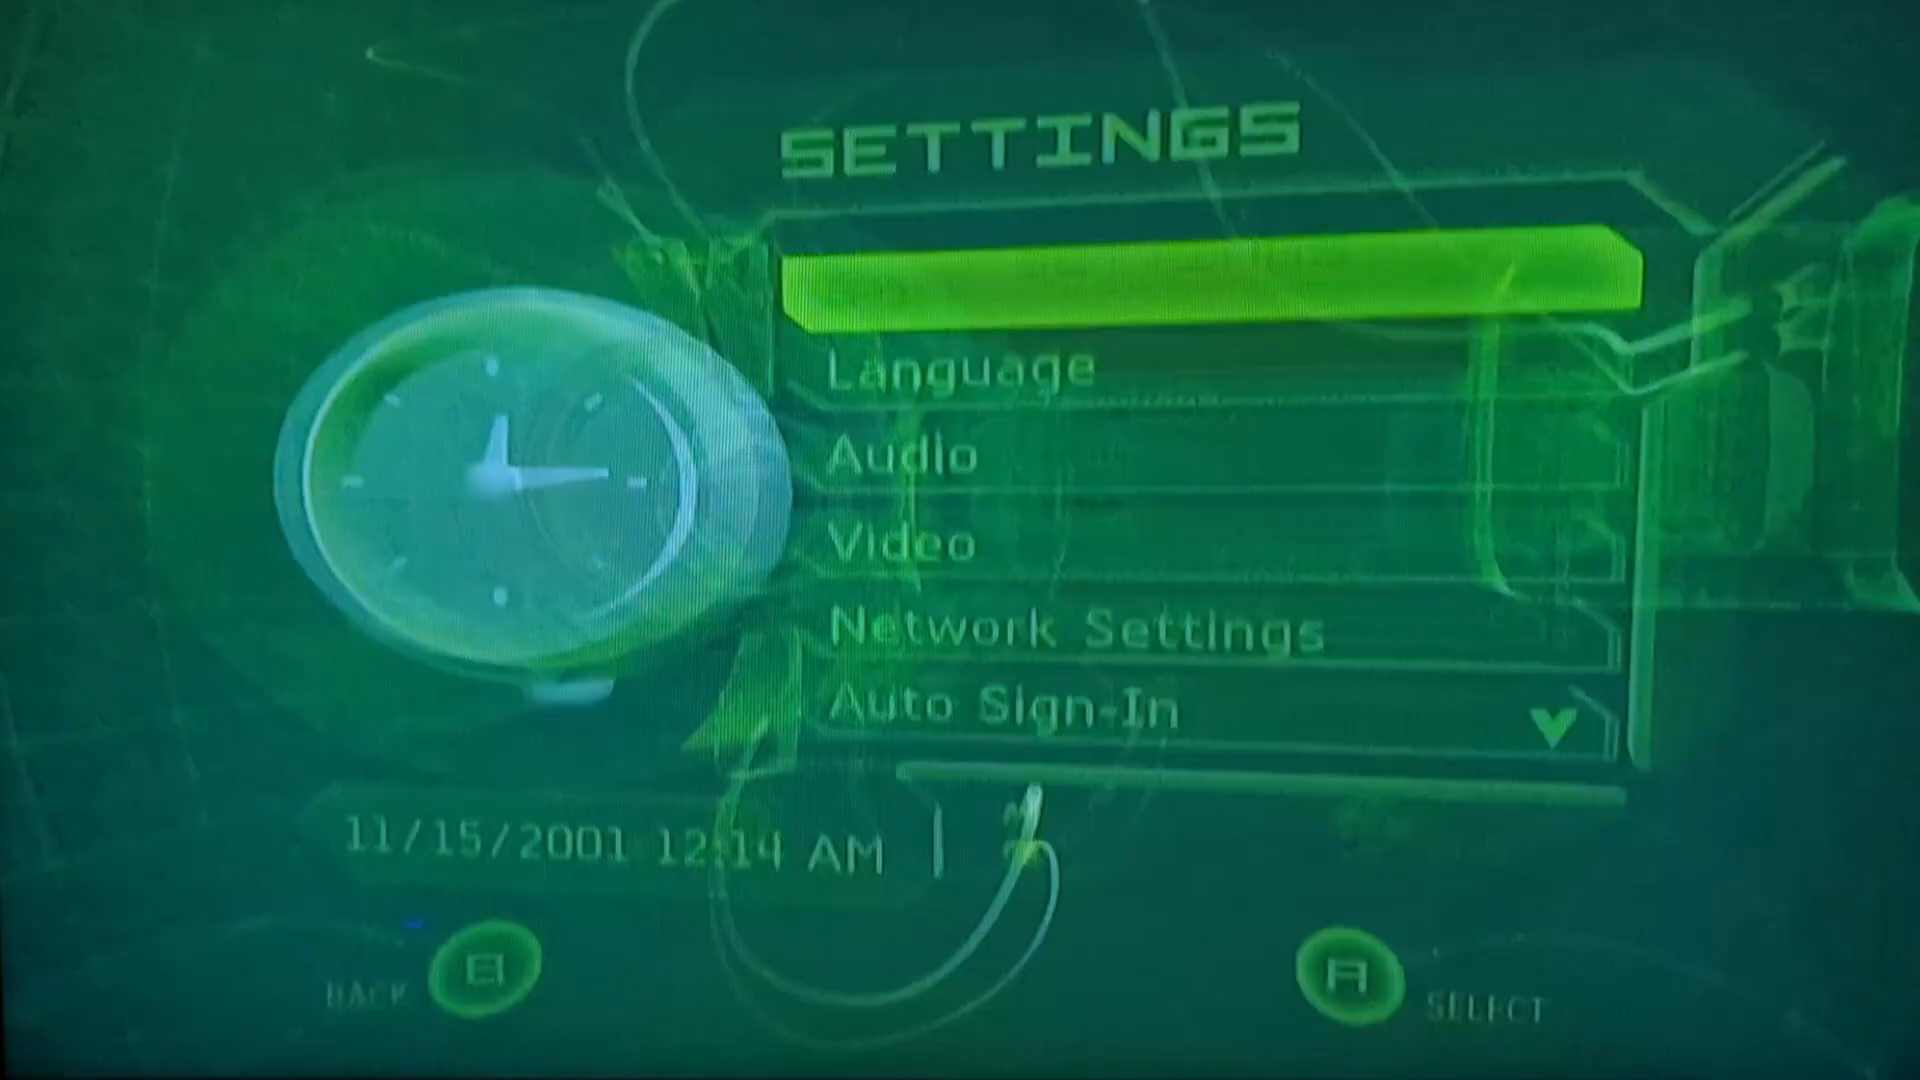 SETTINGS
Language
Audio
Video
Network Settings
Auto Sign-In
11/15/2001 12:14 AM
BACK
B
A
SELECT